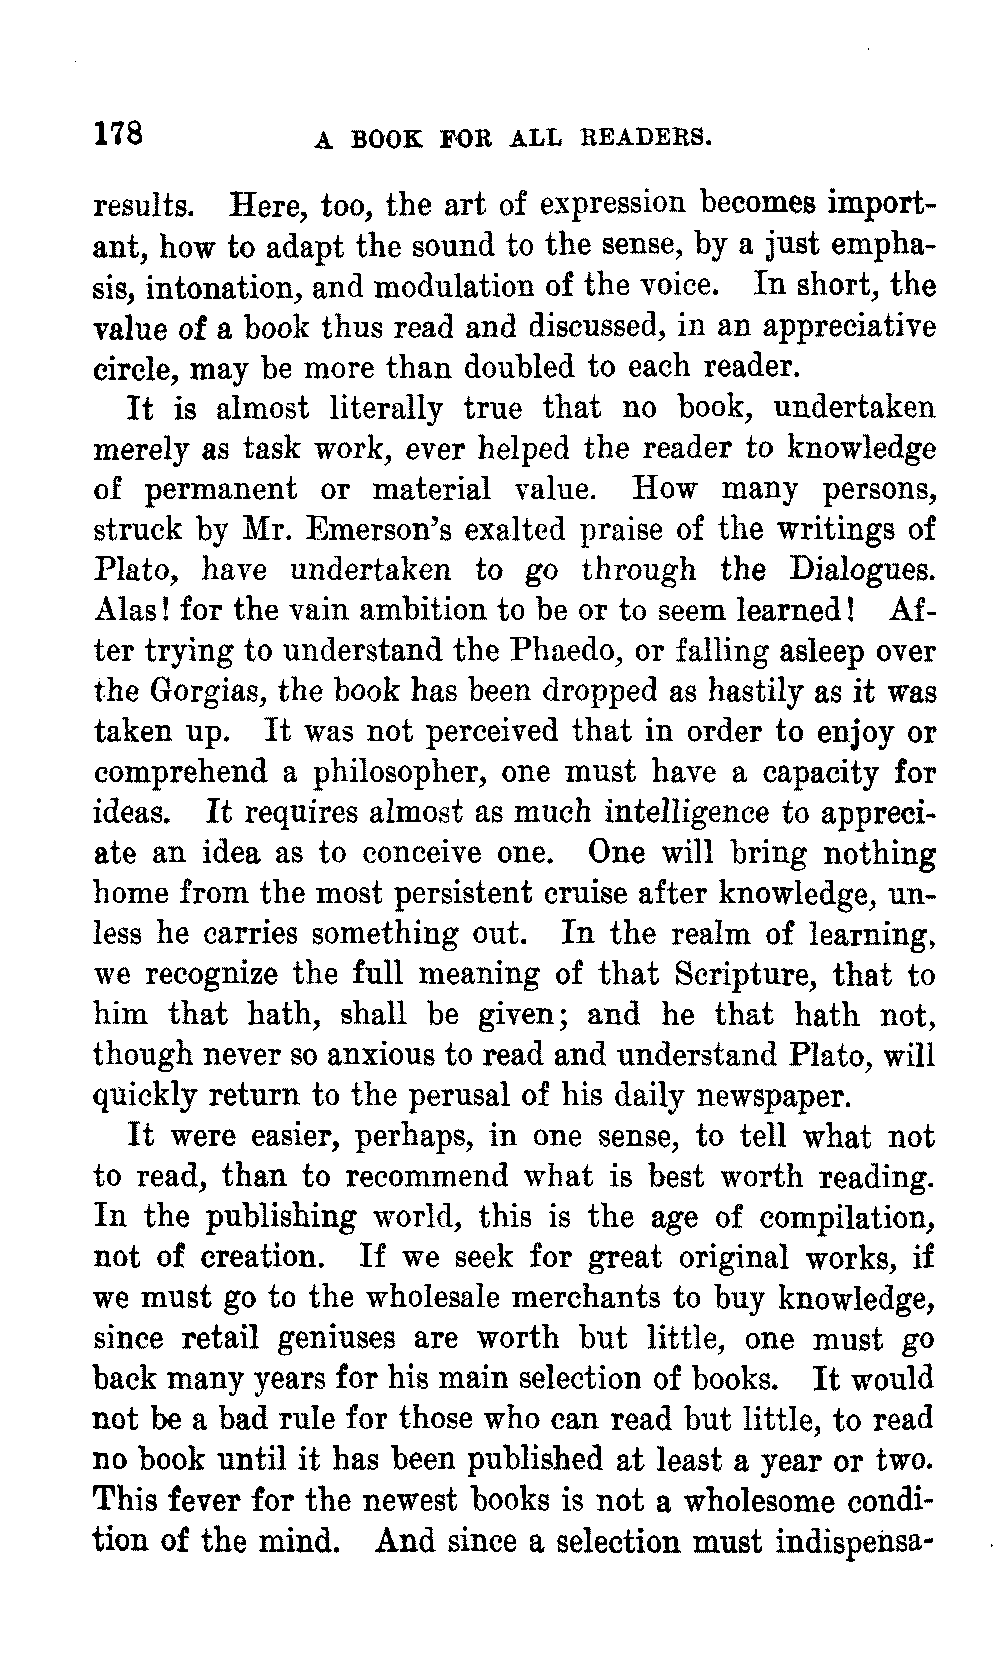 178 A BOOK FOR ALL READERS.
results. Here, too, the art of expression becomes import-
ant, how to adapt the sound to the sense, by a just empha-
sis, intonation, and modulation of the voice. In short, the
value of a book thus read and discussed, in an appreciative
circle, may be more than doubled to each reader.
It is almost literally true that no book, undertaken
merely as task work, ever helped the reader to knowledge
of permanent or material value. How many persons,
struck by Mr. Emerson's exalted praise of the writings of
Plato, have undertaken to go through the Dialogues.
Alas! for the vain ambition to be or to seem learned! Af-
ter trying to understand the Phaedo, or falling asleep over
the Gorgias, the book has been dropped as hastily as it was
taken up. It was not perceived that in order to enjoy or
comprehend a philosopher, one must have a capacity for
ideas. It requires almost as much intelligence to appreci-
ate an idea as to conceive one. One will bring nothing
home from the most persistent cruise after knowledge, un-
less he carries something out. In the realm of learning,
we recognize the full meaning of that Scripture, that to
him that hath, shall be given; and he that hath not,
though never so anxious to read and understand Plato, will
quickly return to the perusal of his daily newspaper.
It were easier, perhaps, in one sense, to tell what not
to read, than to recommend what is best worth reading.
In the publishing world, this is the age of compilation,
not of creation. If we seek for great original works, if
we must go to the wholesale merchants to buy knowledge,
since retail geniuses are worth but little, one must go
back many years for his main selection of books. It would
not be a bad rule for those who can read but little, to read
no book until it has been published at least a year or two.
This fever for the newest books is not a wholesome condi-
tion of the mind. And since a selection must indispensa-